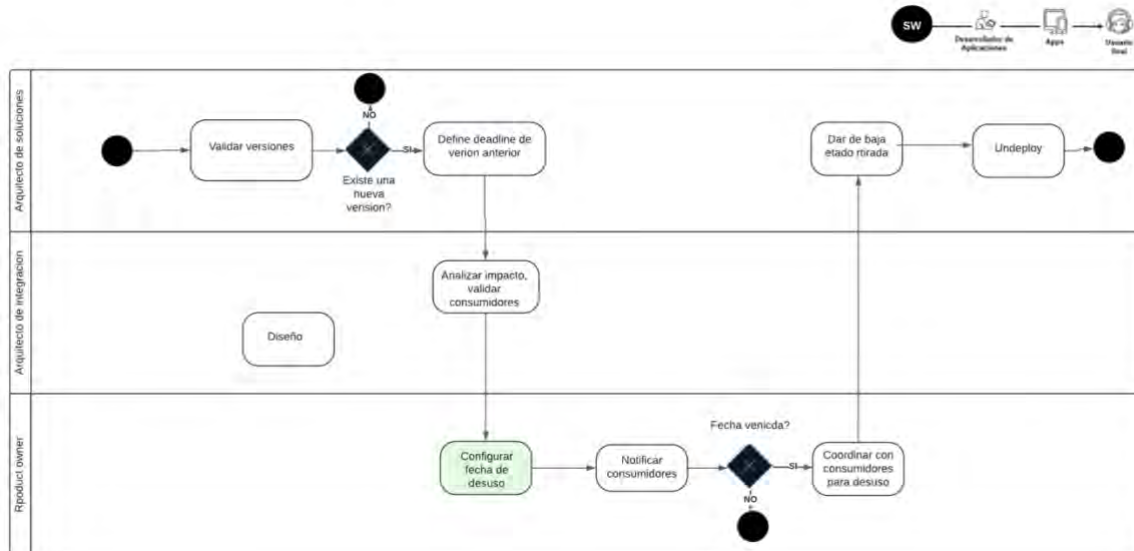 SW
Desarrollador de
Aplicaciones
Apps
Usuario
final
Arquitecto de soluciones
Validar versiones
NO
SI
Existe una
nueva
verision?
Define deadline de
verion anterior
Dar de baja
etado rtirada
Undeploy
Arquitecto de integracion
Analizar impacto,
validar
consumidores
Diseño
Rpoduct owner
Configurar
fecha de
desuso
Notificar
consumidores
Fecha venicda?
SI
NO
Coordinar con
consumidores
para desuso